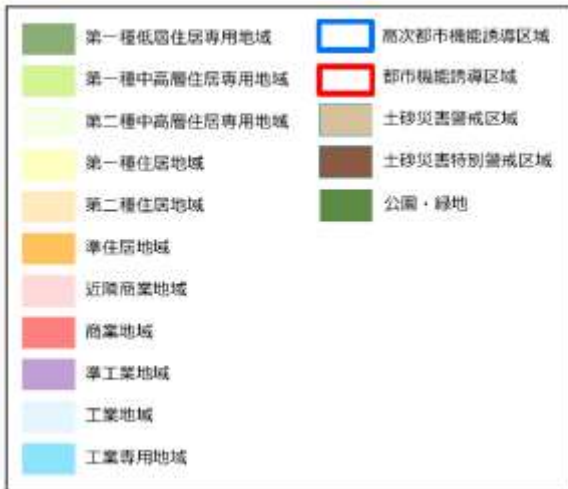 第一種低層住居専用地域
第一種中高層住居専用地域
第二種中高層住居専用地域
第一種住居地域
第二種住居地域
準住居地域
近隣商業地域
商業地域
準工業地域
工業地域
工業専用地域
高次都市機能誘導区域
都市機能誘導区域
土砂災害警戒区域
土砂災害特別警戒区域
公園・緑地